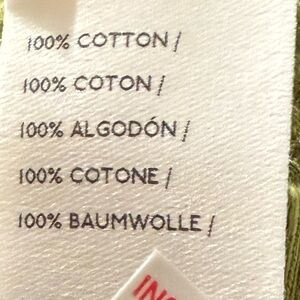 100% COTTON /
100% COTON /
100% ALGODÓN /
100% COTONE /
100% BAUMWOLLE /